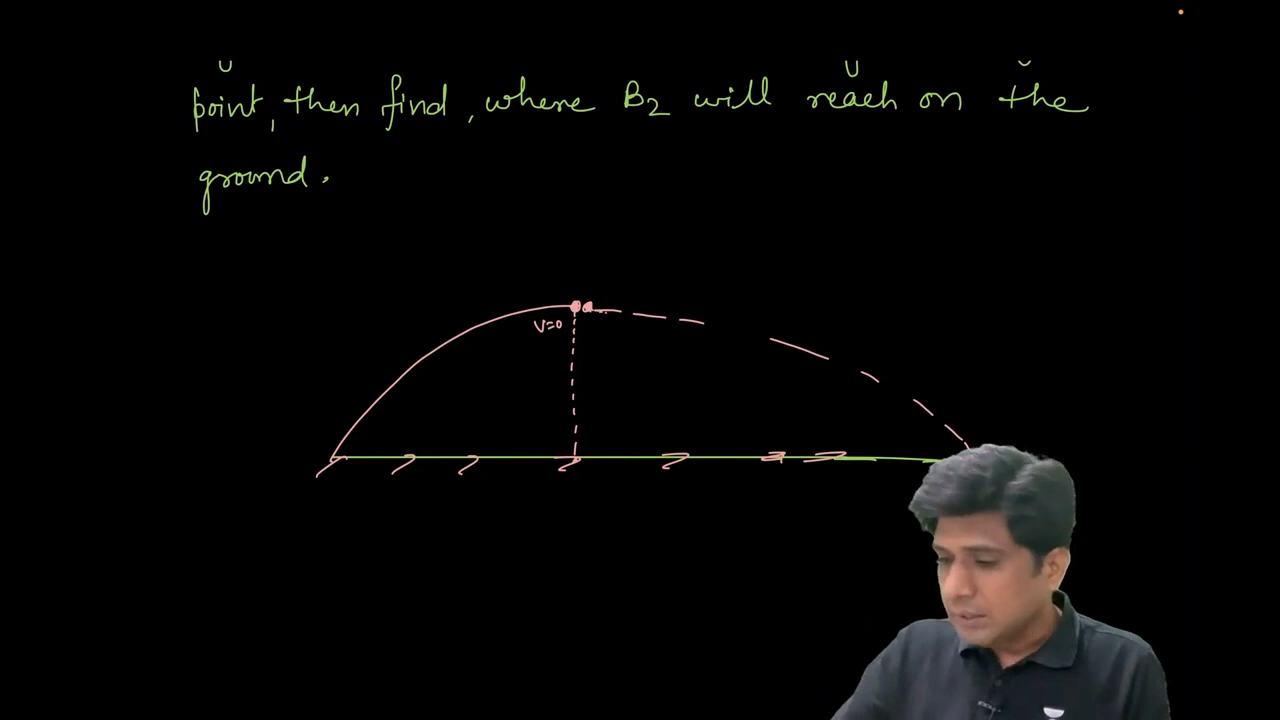 point, then find, where B2 will reach on the
ground.
V=0